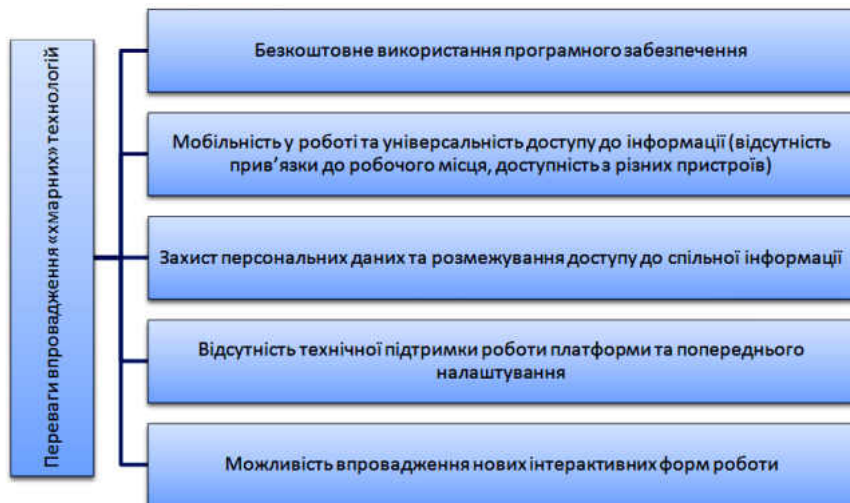 Переваги впровадження «хмарних» технологій
Безкоштовне використання програмного забезпечення
Мобільність у роботі та універсальність доступу до інформації (відсутність
прив’язки до робочого місця, доступність з різних пристроїв)
Захист персональних даних та розмежування доступу до спільної інформації
Відсутність технічної підтримки роботи платформи та попереднього
налаштування
Можливість впровадження нових інтерактивних форм роботи